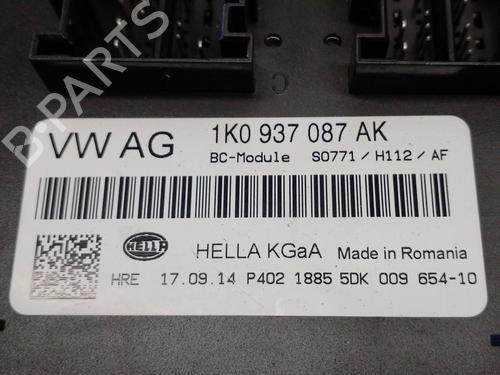 C
VW AG
1K0 937 087 AK
BC-Module S0771 / H112 / AF
HELLA
HELLA KGaA Made in Romania
HRE 17.09.14 P402 1885 5DK 009 654-10
B-PARTS